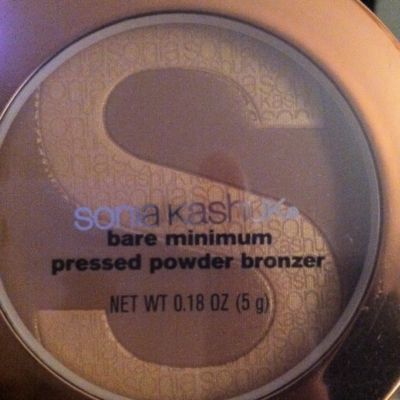 sonia kashuk®
bare minimum
pressed powder bronzer
NET WT 0.18 OZ (5 g)